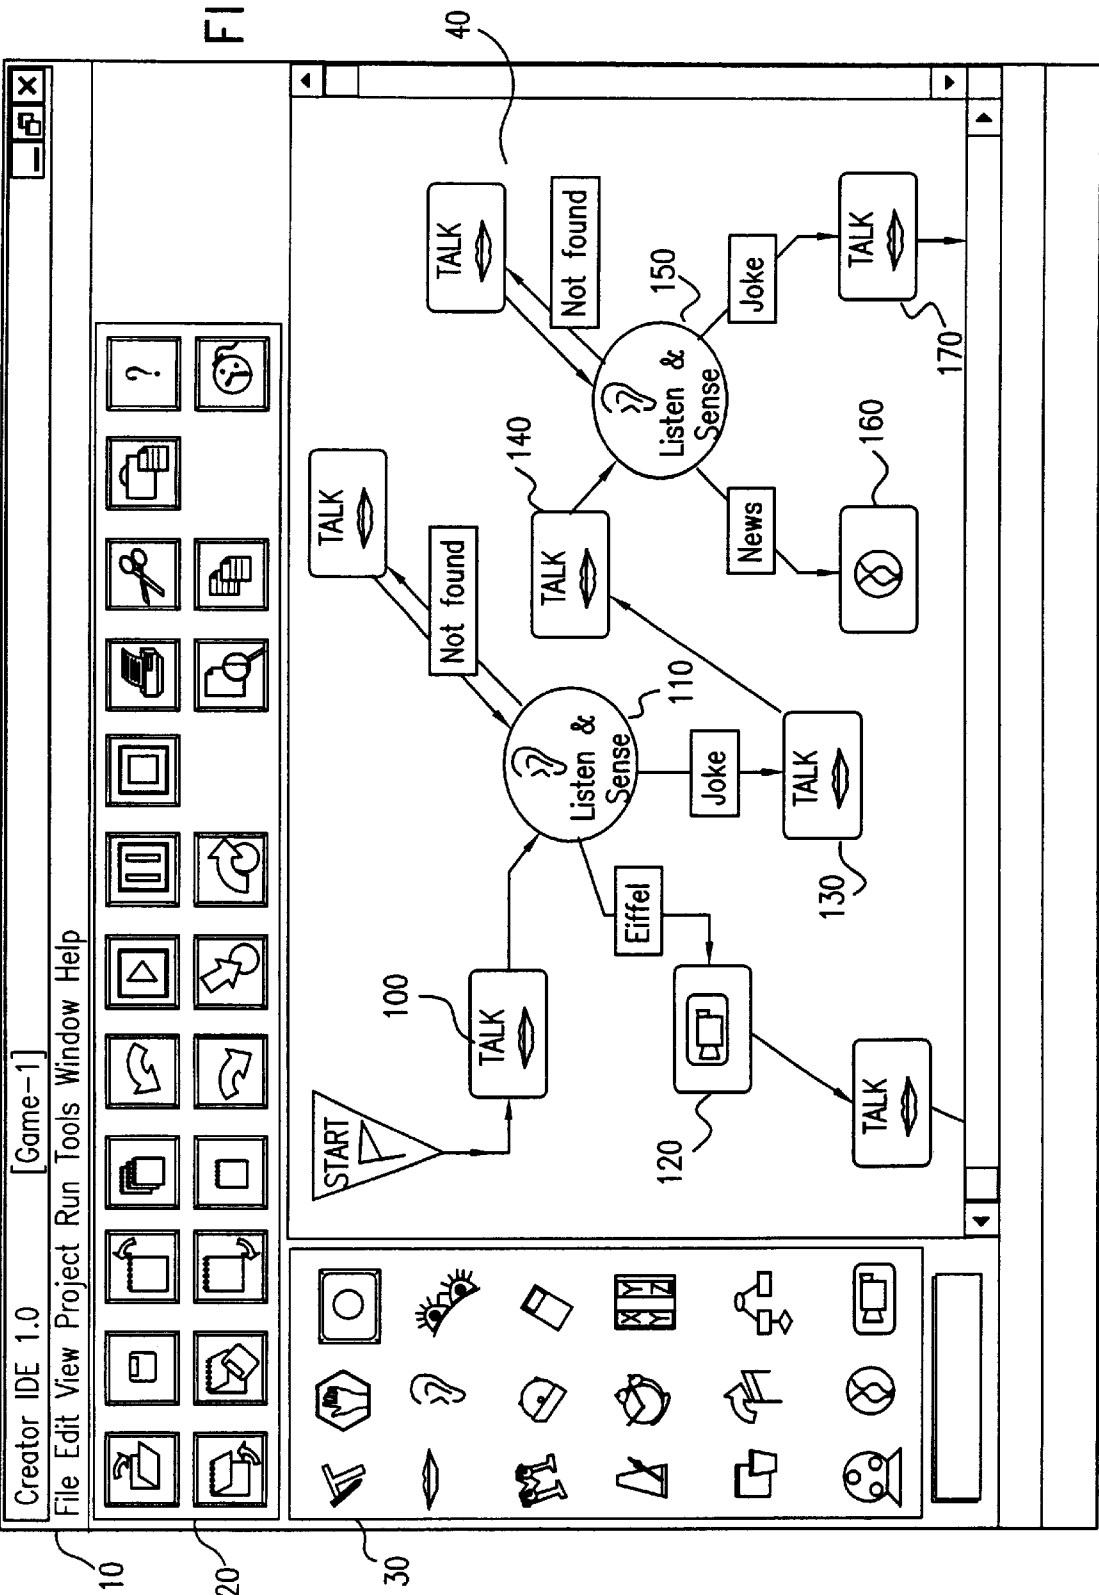 FI
Creator IDE 1.0 [Game-1]
File Edit View Project Run Tools Window Help
10
20
?
30
X Y
Y Z
40
START
100
TALK
TALK
Not found
Listen &
Sense
110
Eiffel
Joke
120
TALK
130
TALK
140
TALK
TALK
Not found
Listen &
Sense
150
News
Joke
160
170
TALK